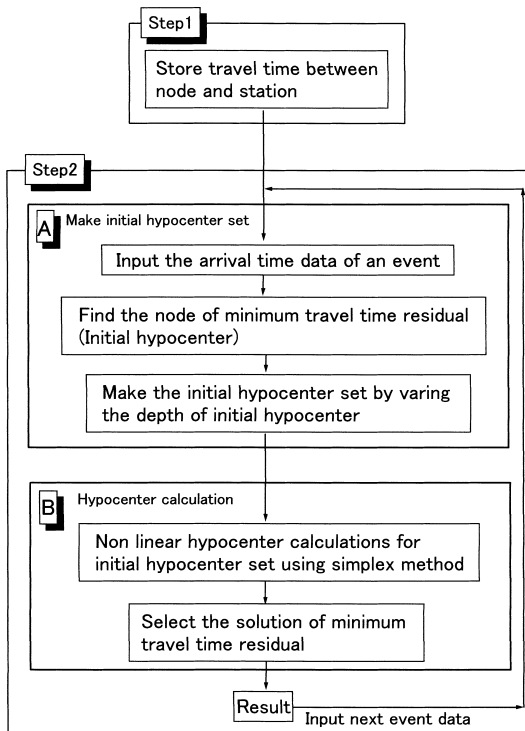 Step1
Store travel time between
node and station
Step2
A
Make initial hypocenter set
Input the arrival time data of an event
Find the node of minimum travel time residual
(Initial hypocenter)
Make the initial hypocenter set by varing
the depth of initial hypocenter
B
Hypocenter calculation
Non linear hypocenter calculations for
initial hypocenter set using simplex method
Select the solution of minimum
travel time residual
Result
Input next event data